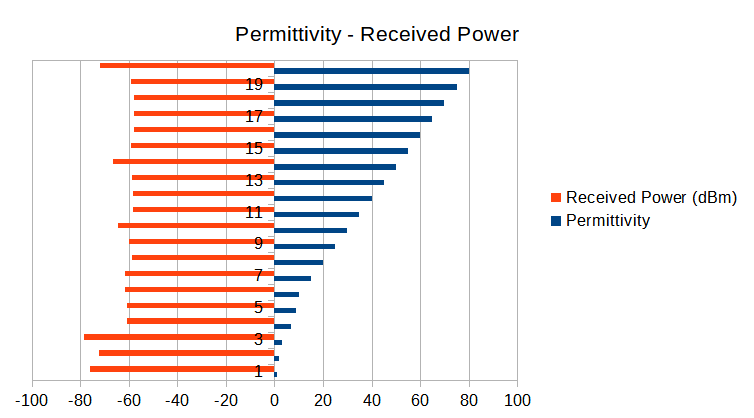 Permittivity - Received Power
19
17
15
13
11
9
7
5
3
1
-100 -80 -60 -40 -20 0 20 40 60 80 100
Received Power (dBm)
Permittivity